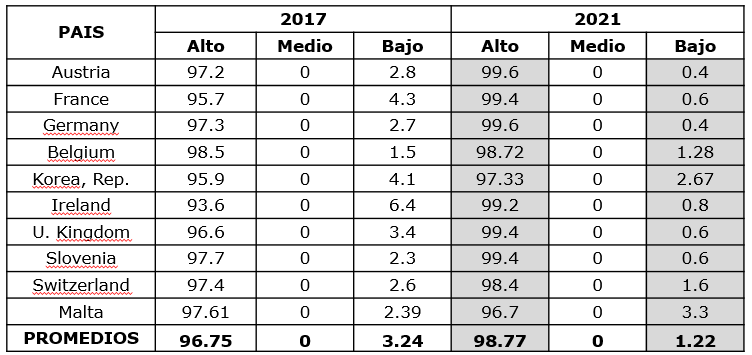 PAIS 2017 2021
Alto Medio Bajo Alto Medio Bajo
Austria 97.2 0 2.8 99.6 0 0.4
France 95.7 0 4.3 99.4 0 0.6
Germany 97.3 0 2.7 99.6 0 0.4
Belgium 98.5 0 1.5 98.72 0 1.28
Korea, Rep. 95.9 0 4.1 97.33 0 2.67
Ireland 93.6 0 6.4 99.2 0 0.8
U. Kingdom 96.6 0 3.4 99.4 0 0.6
Slovenia 97.7 0 2.3 99.4 0 0.6
Switzerland 97.4 0 2.6 98.4 0 1.6
Malta 97.61 0 2.39 96.7 0 3.3
PROMEDIOS 96.75 0 3.24 98.77 0 1.22